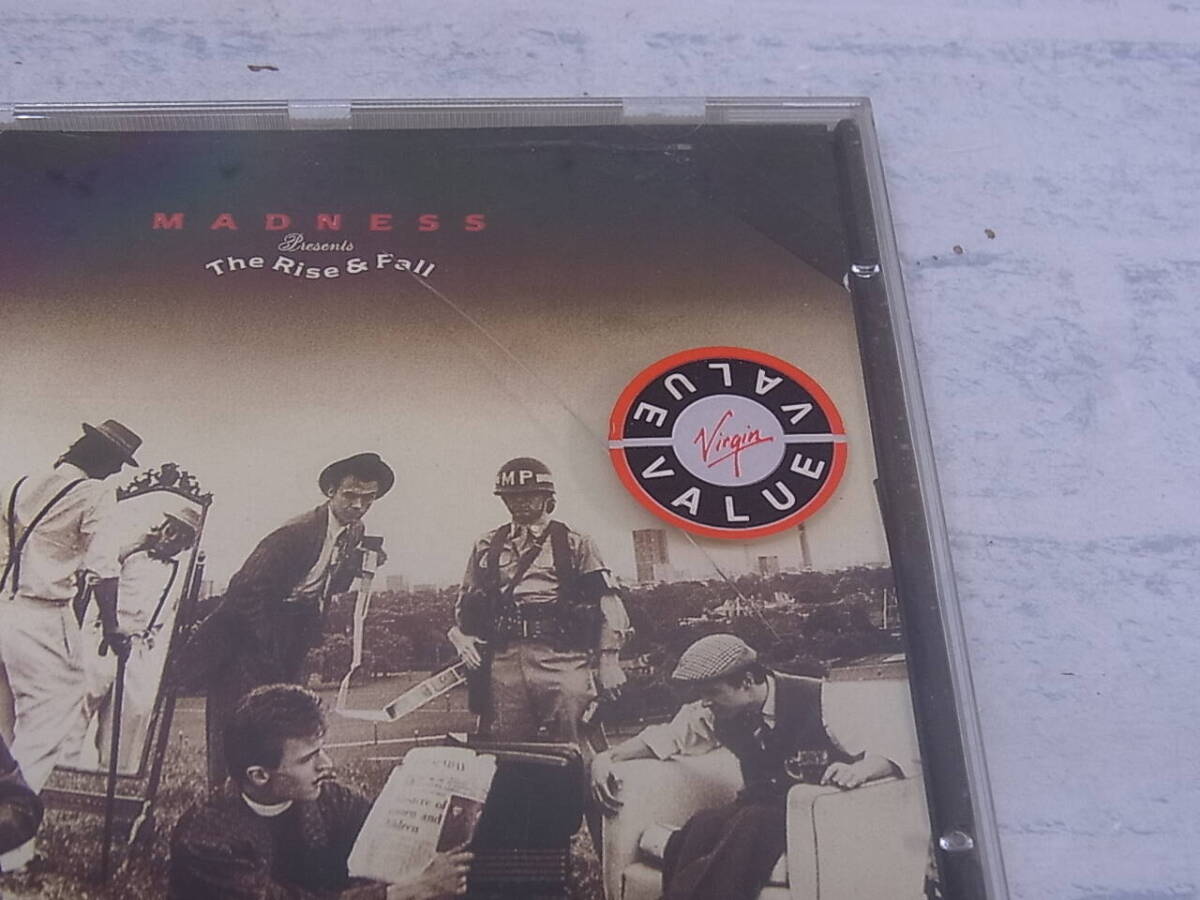 MADNESS
Presents
The Rise & Fall
VALUE
Virgin
VALUE
MP